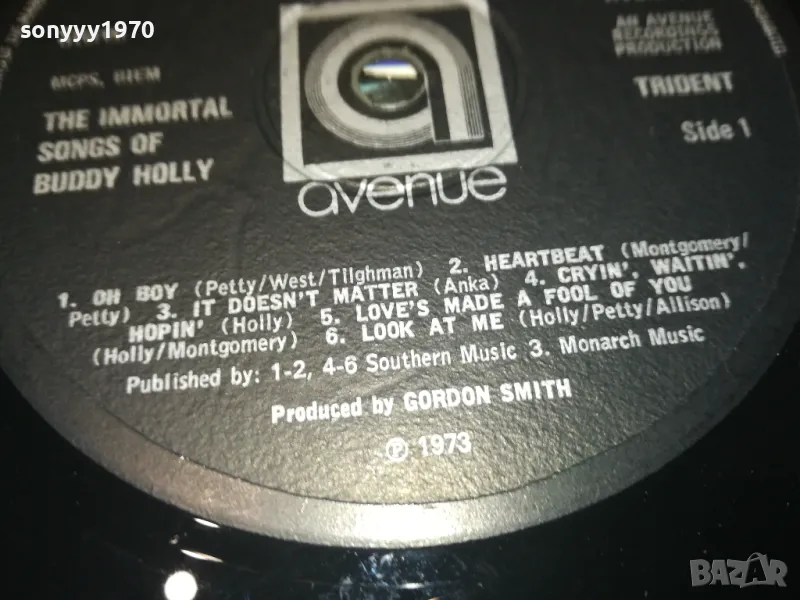 sonyyy1970
MCPS, BIEM
THE IMMORTAL
SONGS OF
BUDDY HOLLY
avenue
AN AVENUE
RECORDINGS
PRODUCTION
TRIDENT
Side 1
1. OH BOY (Petty/West/Tilghman) 2. HEARTBEAT (Montgomery/
Petty) 3. IT DOESN'T MATTER (Anka) 4. CRYIN', WAITIN',
HOPIN' (Holly) 5. LOVE'S MADE A FOOL OF YOU
(Holly/Montgomery) 6. LOOK AT ME (Holly/Petty/Allison)
Published by: 1-2, 4-6 Southern Music 3. Monarch Music
Produced by GORDON SMITH
℗ 1973
BAZAR